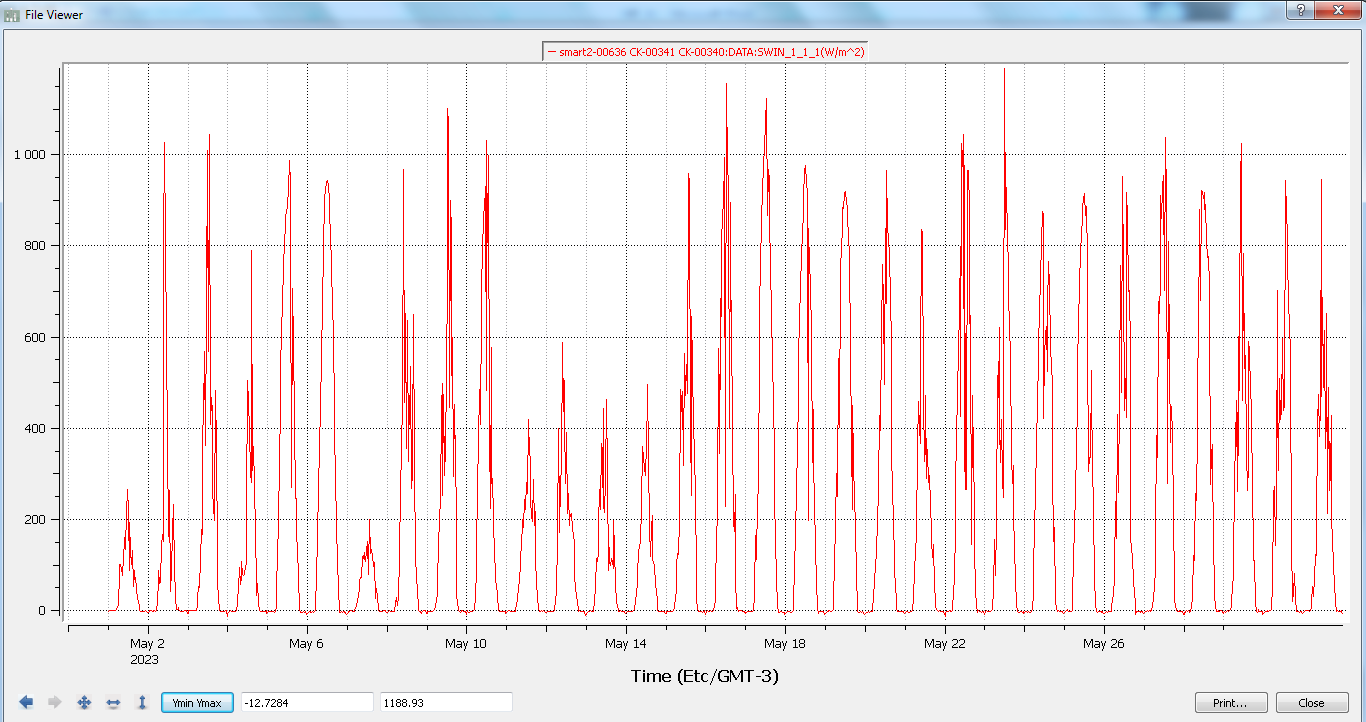 File Viewer
smart2-00636 CK-00341 CK-00340:DATA:SWIN_1_1_1(W/m^2)
1 000
800
600
400
200
0
May 2 May 6 May 10 May 14 May 18 May 22 May 26
2023
Time (Etc/GMT-3)
Ymin Ymax -12.7284 1188.93 Print... Close